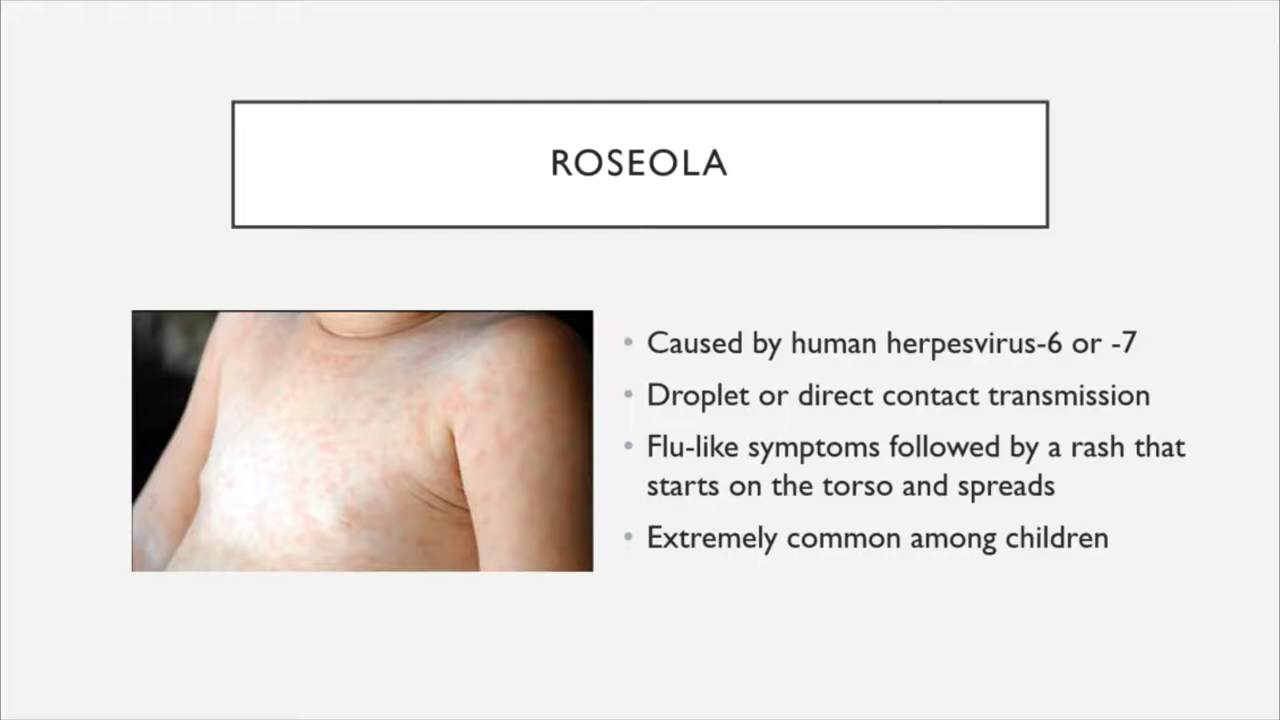 ROSEOLA
• Caused by human herpesvirus-6 or -7
• Droplet or direct contact transmission
• Flu-like symptoms followed by a rash that
starts on the torso and spreads
• Extremely common among children